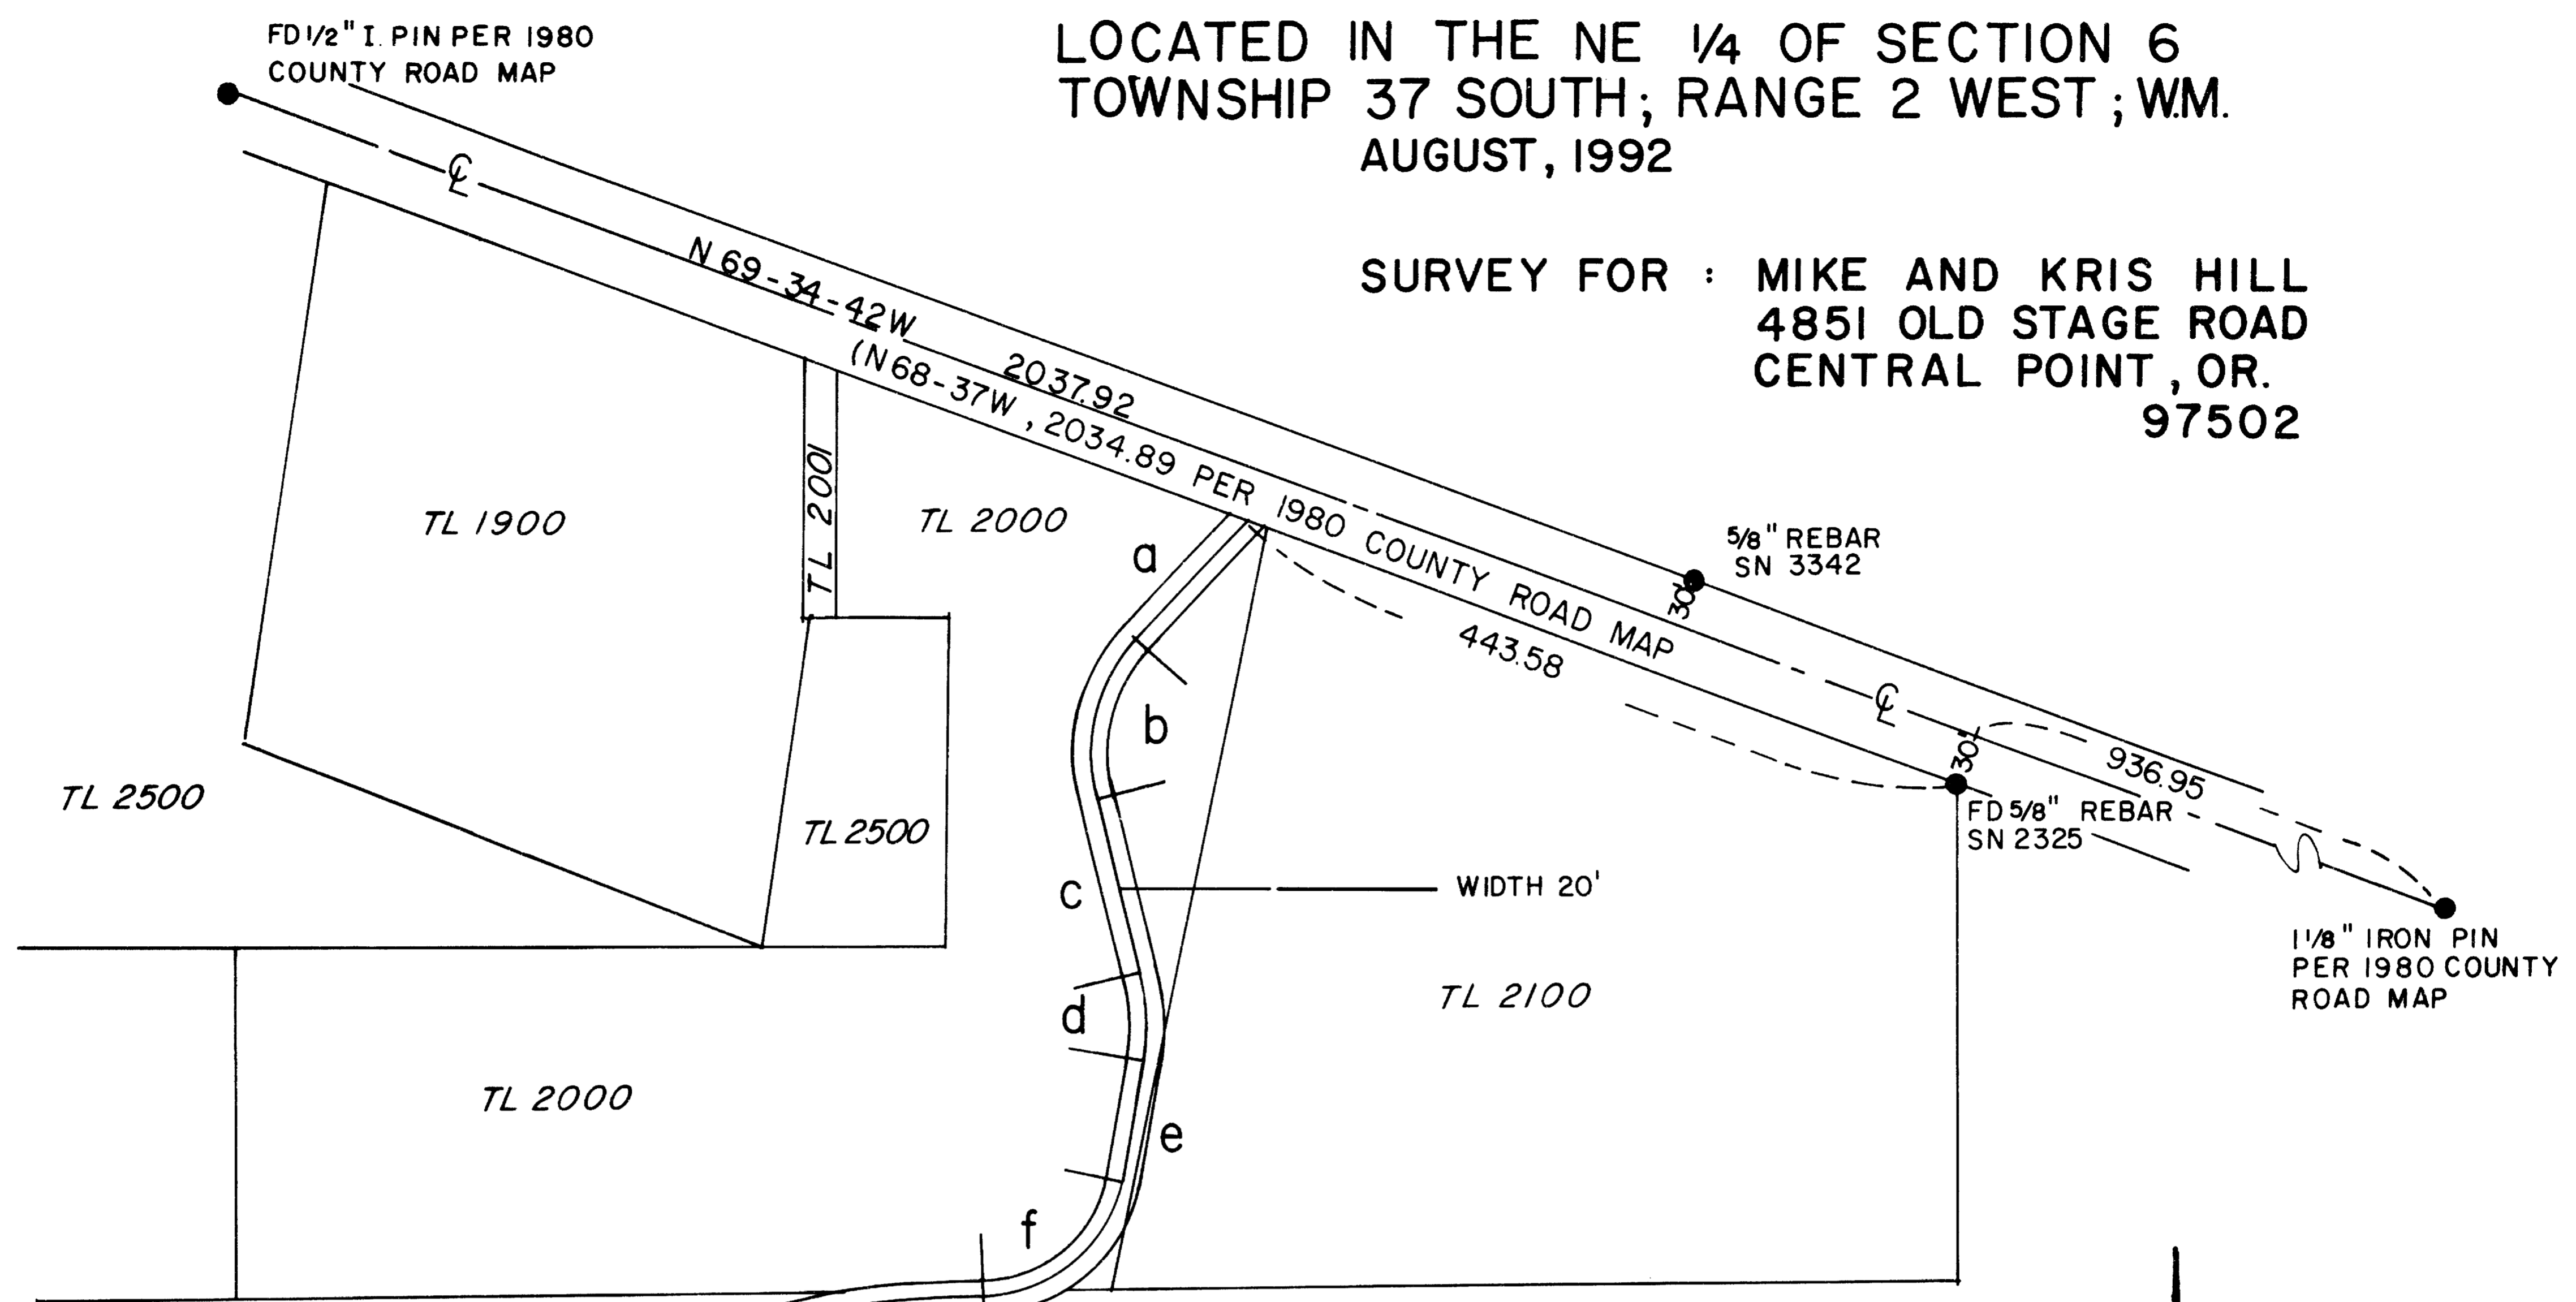 FD 1/2" I. PIN PER 1980
COUNTY ROAD MAP
LOCATED IN THE NE 1/4 OF SECTION 6
TOWNSHIP 37 SOUTH; RANGE 2 WEST; W.M.
AUGUST, 1992
SURVEY FOR : MIKE AND KRIS HILL
4851 OLD STAGE ROAD
CENTRAL POINT, OR.
97502
℄
N 69-34-42W 2037.92
(N 68-37W, 2034.89 PER 1980 COUNTY ROAD MAP
TL 1900
TL 2001
TL 2000
a
5/8" REBAR
SN 3342
30'
443.58
b
℄
30'
936.95
FD 5/8" REBAR
SN 2325
TL 2500
TL 2500
c
WIDTH 20'
1 1/8" IRON PIN
PER 1980 COUNTY
ROAD MAP
TL 2100
d
TL 2000
e
f